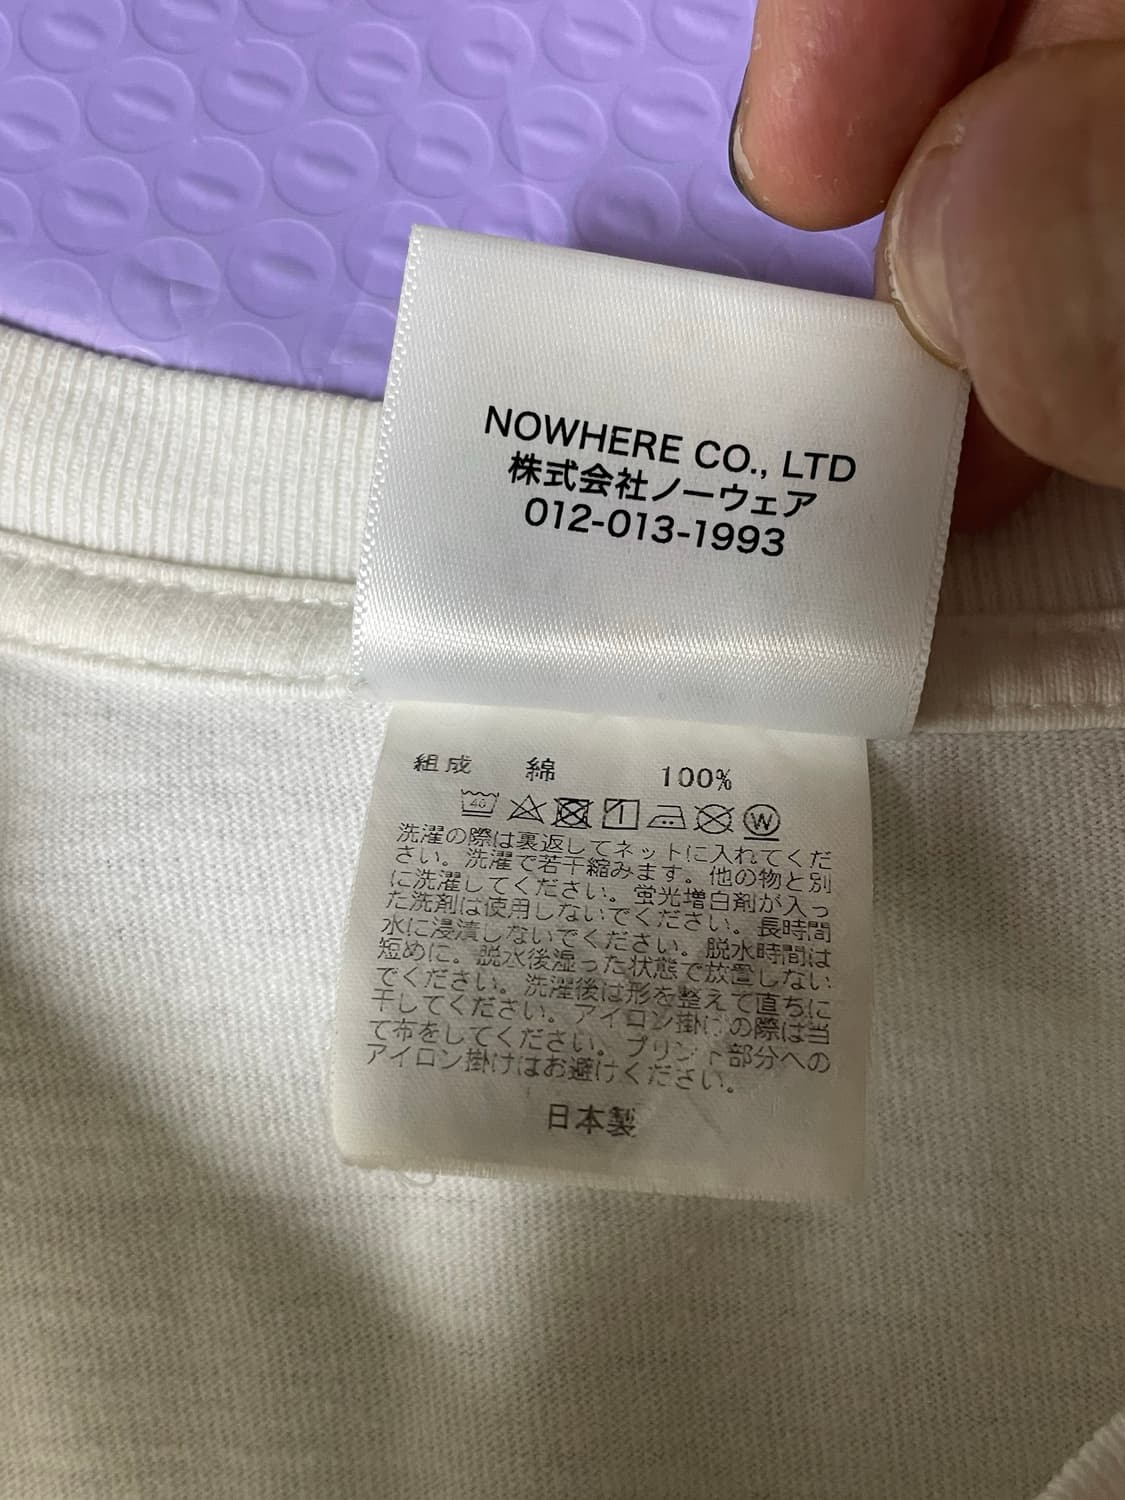 NOWHERE CO., LTD
株式会社ノーウェア
012-013-1993
組成 綿 100%
40 W
洗濯の際は裏返してネットに入れてくだ
さい。洗濯で若干縮みます。他の物と別
に洗濯してください。蛍光増白剤が入っ
た洗剤は使用しないでください。長時間
水に浸漬しないでください。脱水時間は
短めに。脱水後湿った状態で放置しない
でください。洗濯後は形を整えて直ちに
干してください。アイロン掛けの際は当
て布をしてください。プリント部分への
アイロン掛けはお避けください。
日本製